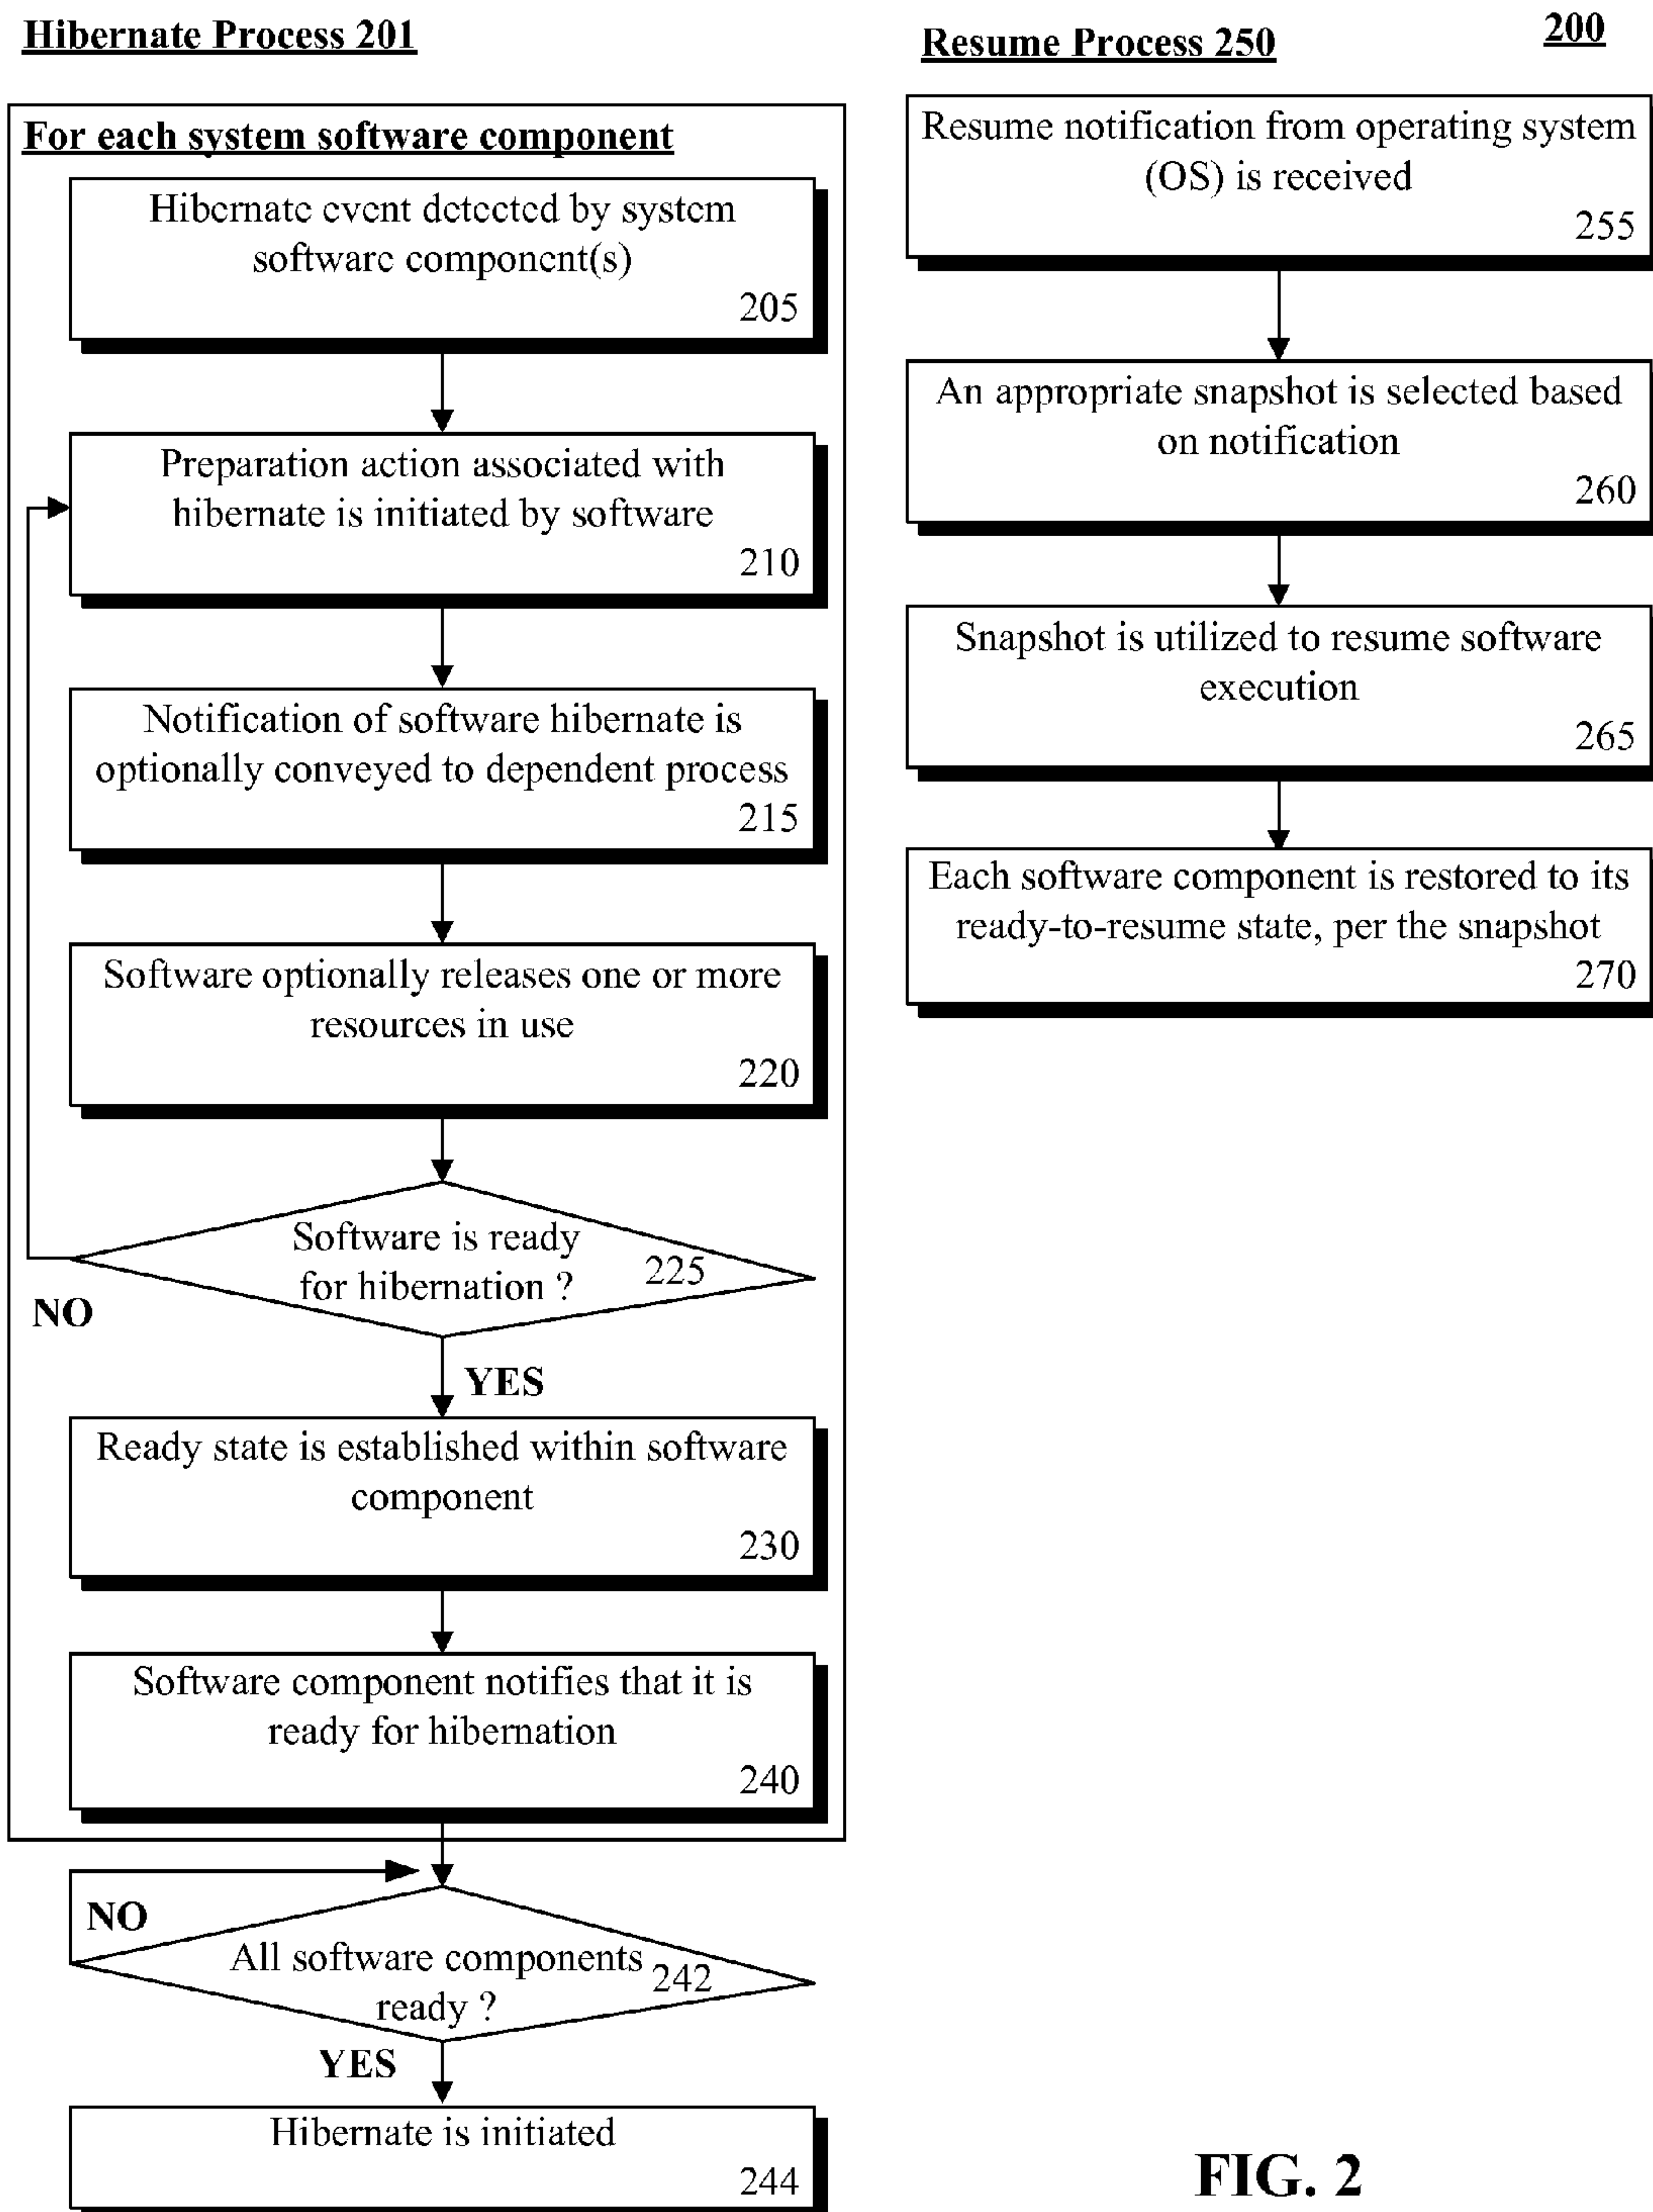 Hibernate Process 201
For each system software component
Hibernate event detected by system
software component(s)
205
Preparation action associated with
hibernate is initiated by software
210
Notification of software hibernate is
optionally conveyed to dependent process
215
Software optionally releases one or more
resources in use
220
Software is ready
for hibernation ?
225
NO
YES
Ready state is established within software
component
230
Software component notifies that it is
ready for hibernation
240
NO
All software components
ready ?
242
YES
Hibernate is initiated
244
Resume Process 250
200
Resume notification from operating system
(OS) is received
255
An appropriate snapshot is selected based
on notification
260
Snapshot is utilized to resume software
execution
265
Each software component is restored to its
ready-to-resume state, per the snapshot
270
FIG. 2